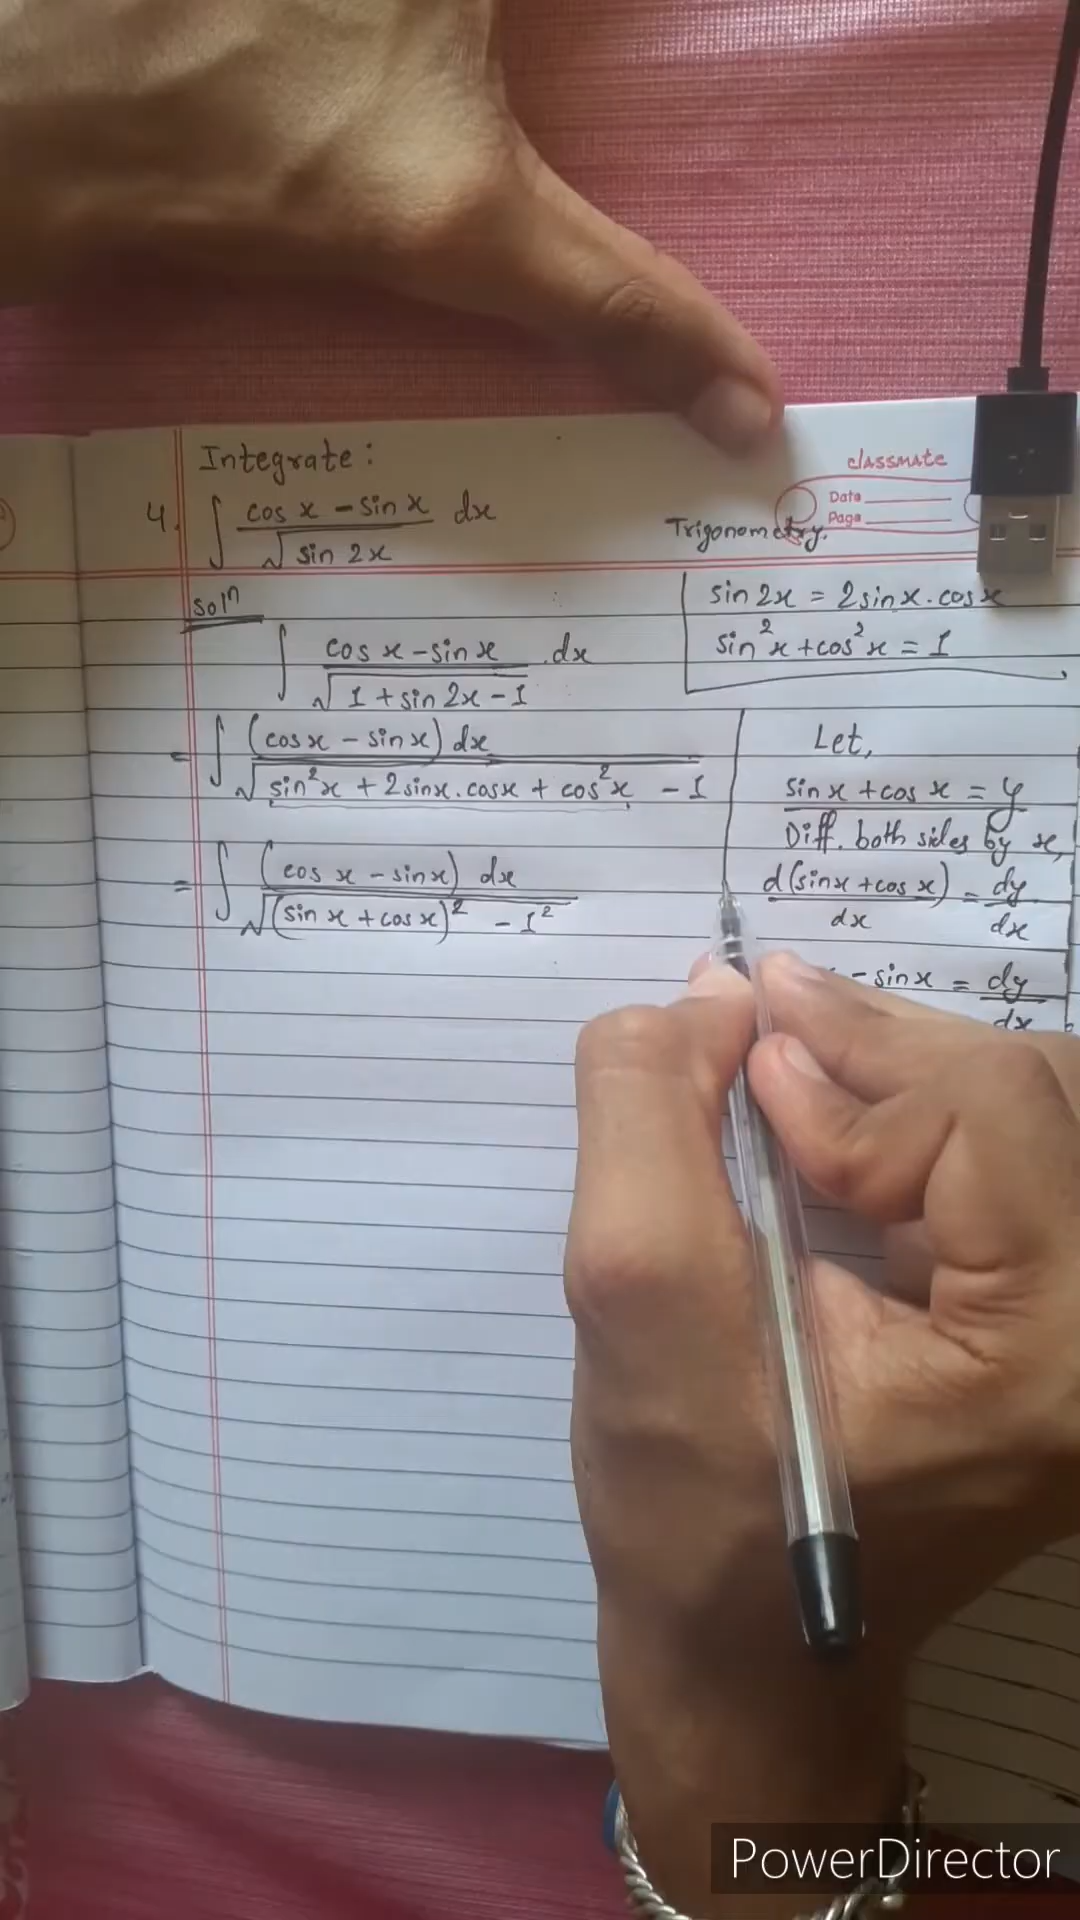 Integrate:
4. ∫ (cos x - sin x)/√(sin 2x) dx
classmate
Date
Page
Trigonometry.
soln
sin 2x = 2 sin x . cos x
sin²x + cos²x = 1
∫ (cos x - sin x)/√(1 + sin 2x - 1) . dx
= ∫ (cos x - sin x) dx/√(sin²x + 2 sin x . cos x + cos²x - 1)
= ∫ (cos x - sin x) dx/√((sin x + cos x)² - 1²)
Let,
sin x + cos x = y
Diff. both sides by x,
d(sin x + cos x)/dx = dy/dx
- sin x = dy/dx
PowerDirector